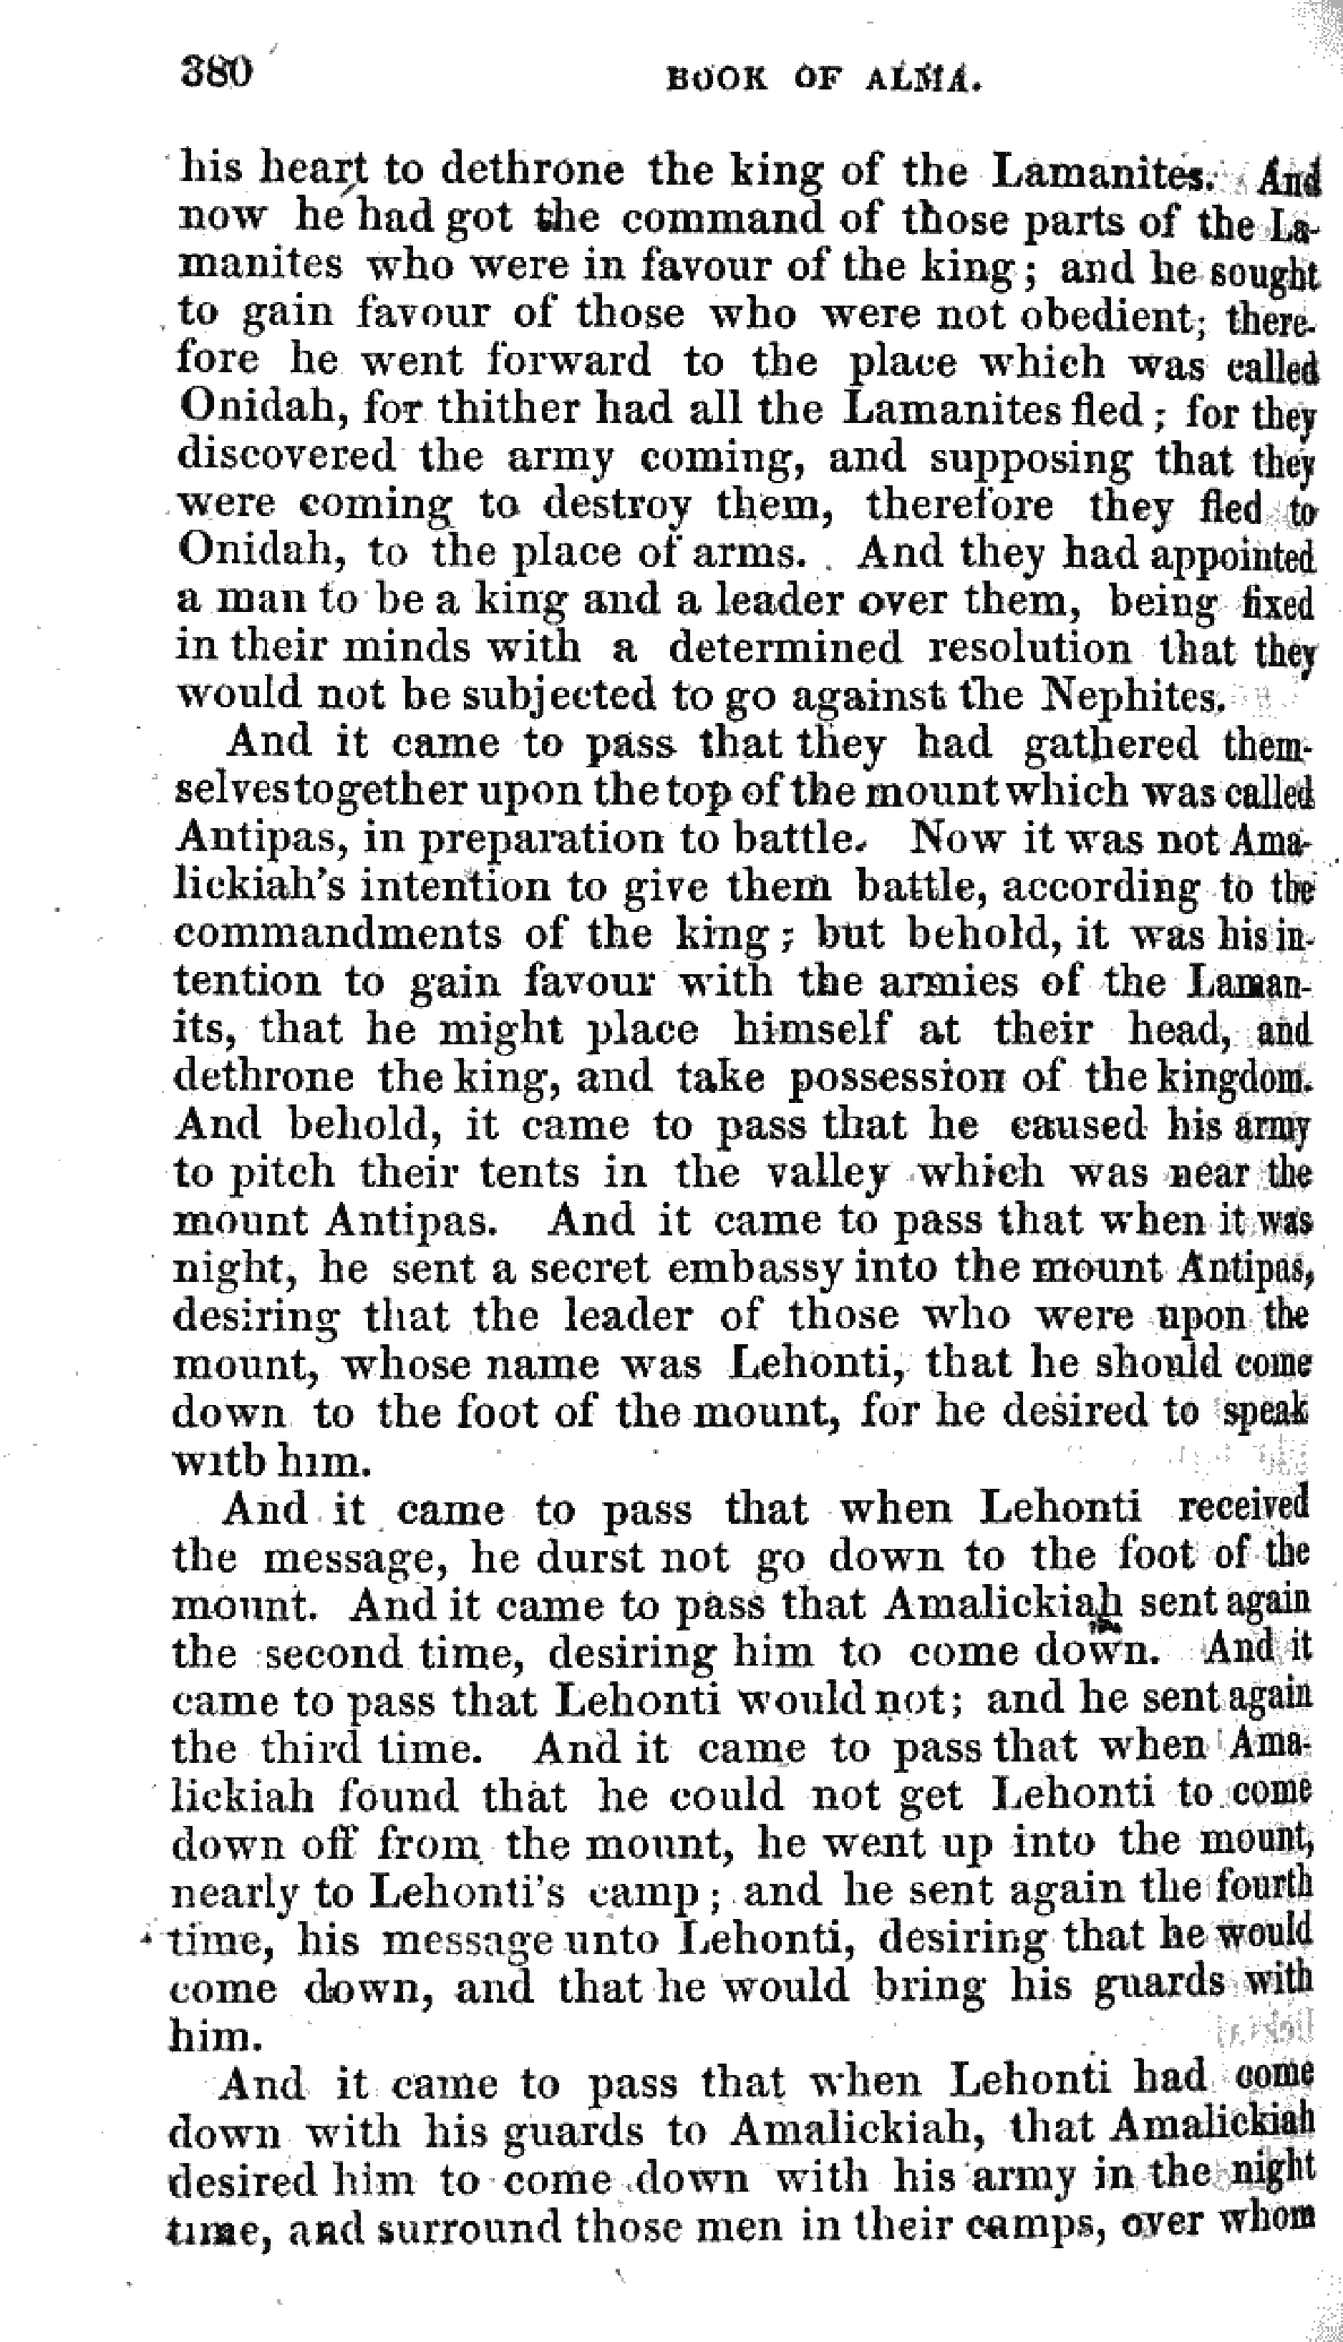 380
BOOK OF ALMA.
his heart to dethrone the king of the Lamanites. And
now he had got the command of those parts of the La-
manites who were in favour of the king; and he sought
to gain favour of those who were not obedient; there-
fore he went forward to the place which was called
Onidah, for thither had all the Lamanites fled; for they
discovered the army coming, and supposing that they
were coming to destroy them, therefore they fled to
Onidah, to the place of arms. And they had appointed
a man to be a king and a leader over them, being fixed
in their minds with a determined resolution that they
would not be subjected to go against the Nephites.
And it came to pass that they had gathered them-
selves together upon the top of the mount which was called
Antipas, in preparation to battle. Now it was not Ama-
lickiah's intention to give them battle, according to the
commandments of the king; but behold, it was his in-
tention to gain favour with the armies of the Laman-
its, that he might place himself at their head, and
dethrone the king, and take possession of the kingdom.
And behold, it came to pass that he caused his army
to pitch their tents in the valley which was near the
mount Antipas. And it came to pass that when it was
night, he sent a secret embassy into the mount Antipas,
desiring that the leader of those who were upon the
mount, whose name was Lehonti, that he should come
down to the foot of the mount, for he desired to speak
with him.
And it came to pass that when Lehonti received
the message, he durst not go down to the foot of the
mount. And it came to pass that Amalickiah sent again
the second time, desiring him to come down. And it
came to pass that Lehonti would not; and he sent again
the third time. And it came to pass that when Ama-
lickiah found that he could not get Lehonti to come
down off from the mount, he went up into the mount,
nearly to Lehonti's camp; and he sent again the fourth
time, his message unto Lehonti, desiring that he would
come down, and that he would bring his guards with
him.
And it came to pass that when Lehonti had come
down with his guards to Amalickiah, that Amalickiah
desired him to come down with his army in the night
time, and surround those men in their camps, over whom